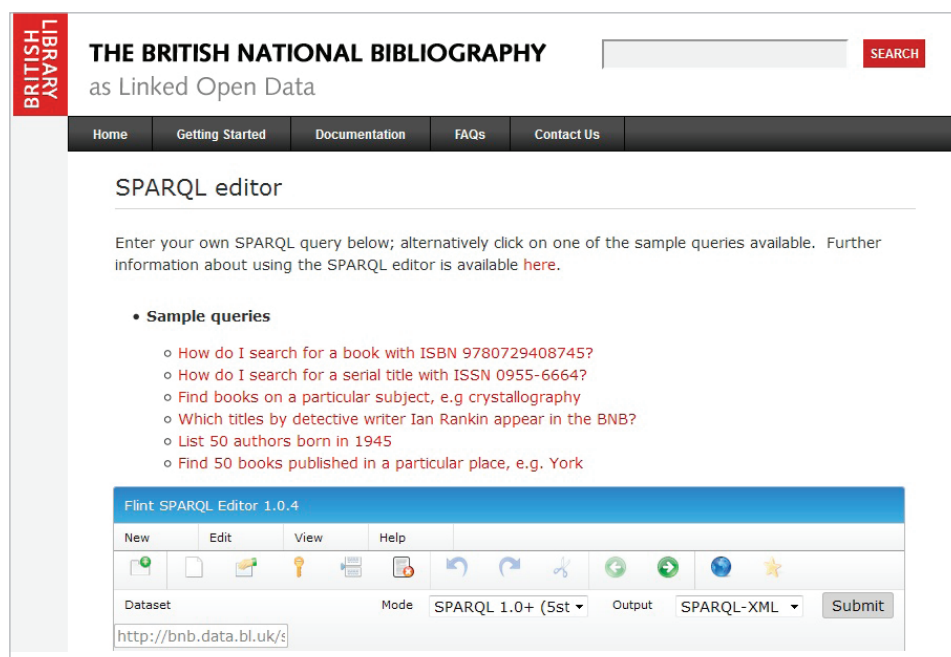 BRITISH
LIBRARY
THE BRITISH NATIONAL BIBLIOGRAPHY
as Linked Open Data
SEARCH
Home Getting Started Documentation FAQs Contact Us
SPARQL editor
Enter your own SPARQL query below; alternatively click on one of the sample queries available. Further
information about using the SPARQL editor is available here.
• Sample queries
○ How do I search for a book with ISBN 9780729408745?
○ How do I search for a serial title with ISSN 0955-6664?
○ Find books on a particular subject, e.g crystallography
○ Which titles by detective writer Ian Rankin appear in the BNB?
○ List 50 authors born in 1945
○ Find 50 books published in a particular place, e.g. York
Flint SPARQL Editor 1.0.4
New Edit View Help
Dataset Mode SPARQL 1.0+ (5st Output SPARQL-XML Submit
http://bnb.data.bl.uk/s